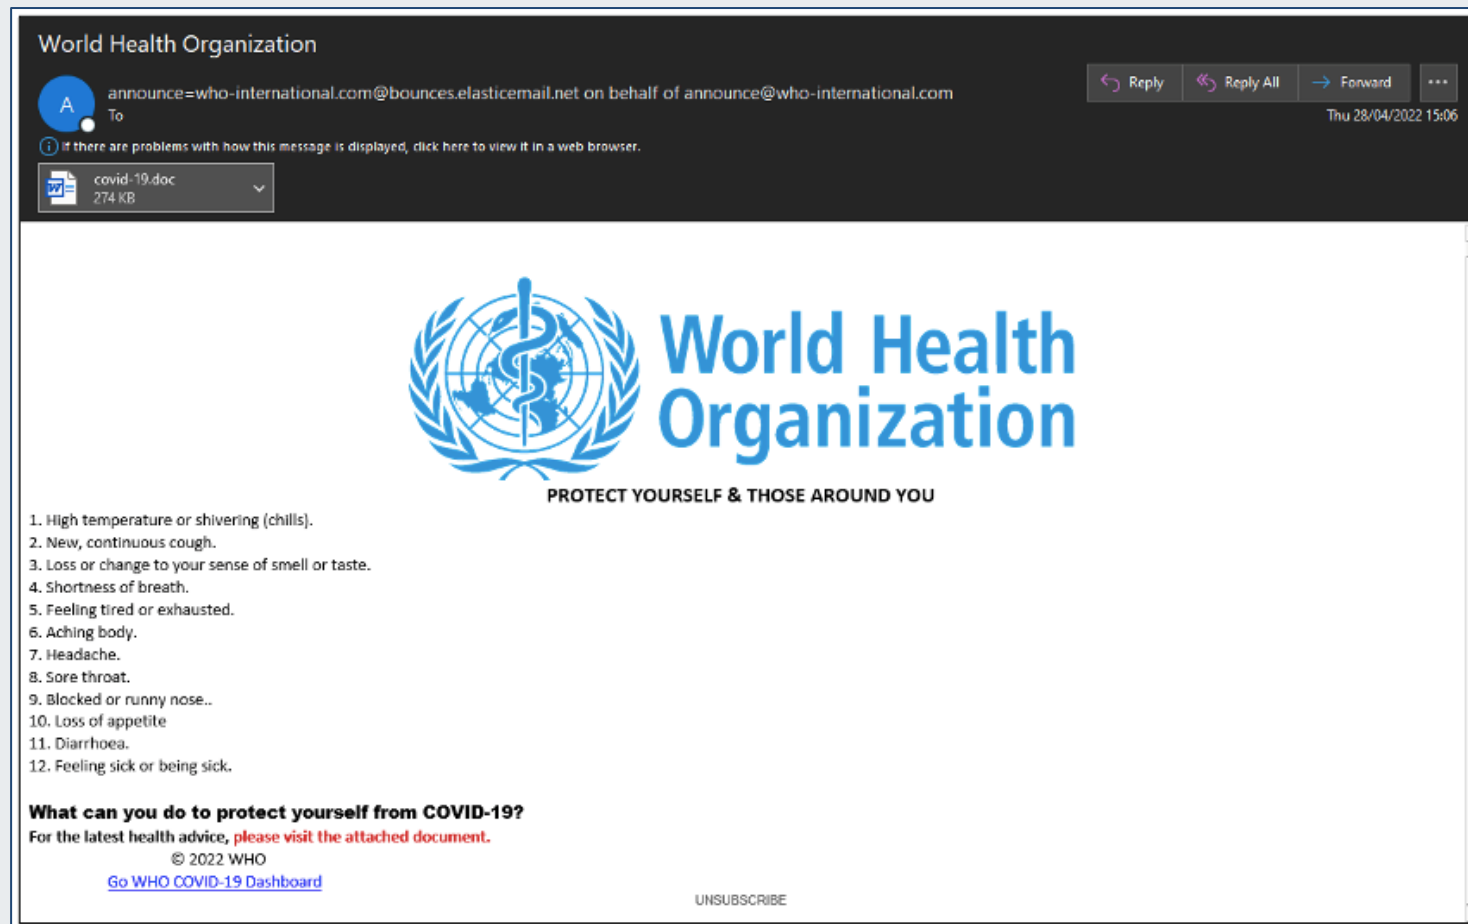 World Health Organization
A
announce=who-international.com@bounces.elasticemail.net on behalf of announce@who-international.com
To
Reply
Reply All
Forward
Thu 28/04/2022 15:06
If there are problems with how this message is displayed, click here to view it in a web browser.
covid-19.doc
274 KB
World Health
Organization
PROTECT YOURSELF & THOSE AROUND YOU
1. High temperature or shivering (chills).
2. New, continuous cough.
3. Loss or change to your sense of smell or taste.
4. Shortness of breath.
5. Feeling tired or exhausted.
6. Aching body.
7. Headache.
8. Sore throat.
9. Blocked or runny nose..
10. Loss of appetite
11. Diarrhoea.
12. Feeling sick or being sick.
What can you do to protect yourself from COVID-19?
For the latest health advice, please visit the attached document.
© 2022 WHO
Go WHO COVID-19 Dashboard
UNSUBSCRIBE